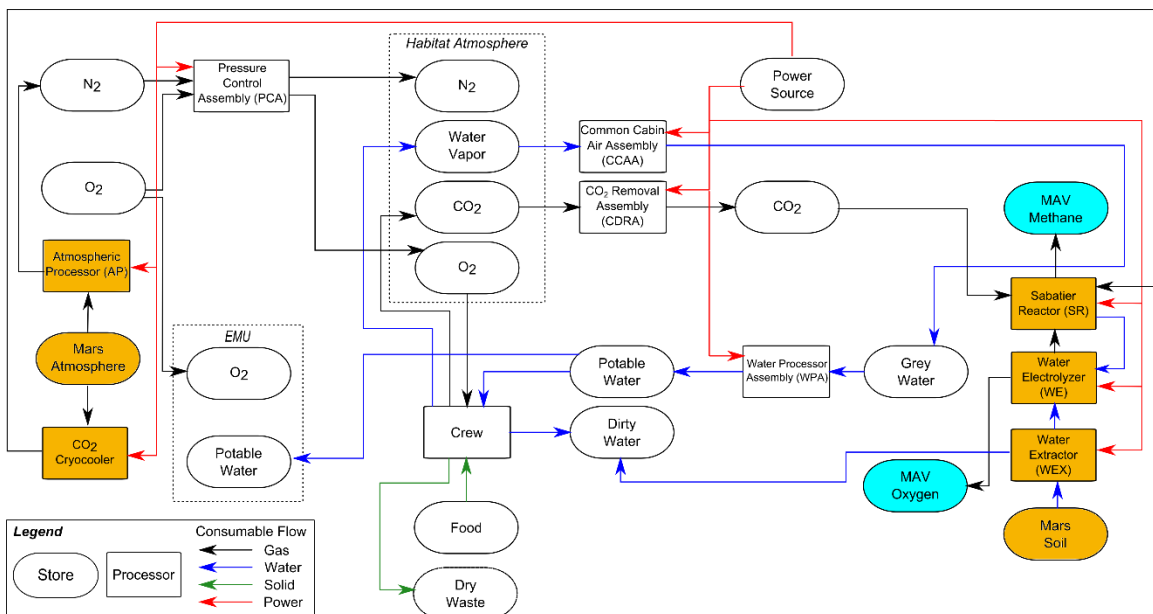 Habitat Atmosphere
N2
Pressure
Control
Assembly (PCA)
N2
Power
Source
Water
Vapor
Common Cabin
Air Assembly
(CCAA)
O2
CO2
CO2 Removal
Assembly
(CDRA)
CO2
MAV
Methane
Atmospheric
Processor (AP)
O2
Sabatier
Reactor (SR)
Mars
Atmosphere
EMU
O2
Potable
Water
Water Processor
Assembly (WPA)
Grey
Water
Water
Electrolyzer
(WE)
CO2
Cryocooler
Potable
Water
Crew
Dirty
Water
Water
Extractor
(WEX)
MAV
Oxygen
Mars
Soil
Food
Dry
Waste
Legend
Store
Processor
Consumable Flow
Gas
Water
Solid
Power